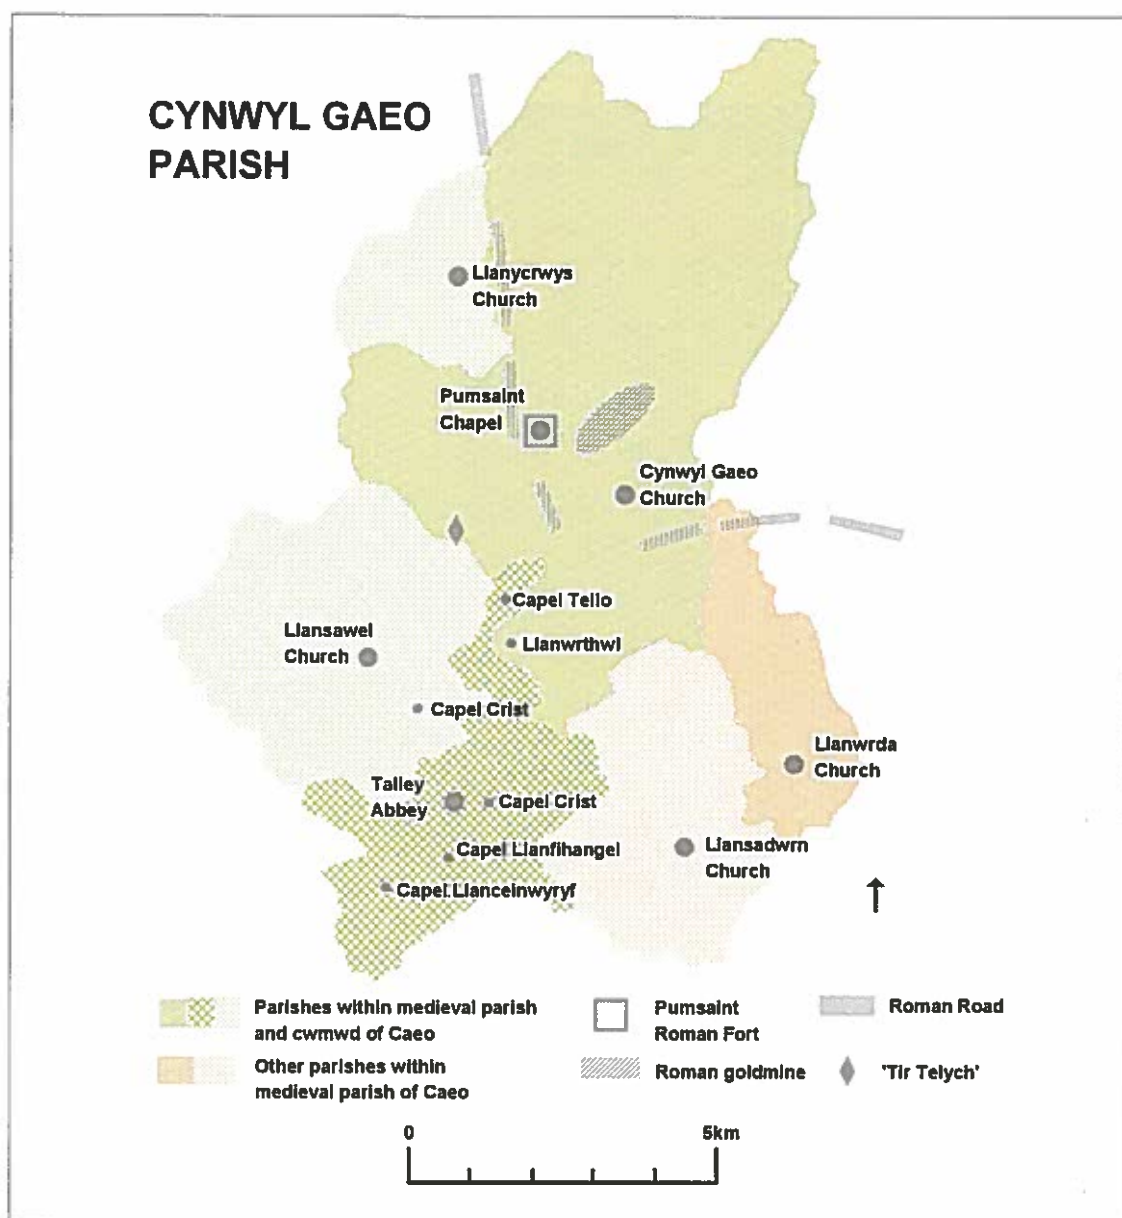 CYNWYL GAEO
PARISH
Llanycrwys
Church
Pumsaint
Chapel
Cynwyl Gaeo
Church
Capel Teilo
Llanwrthwl
Llansawel
Church
Capel Crist
Llanwrda
Church
Talley
Abbey
Capel Crist
Llansadwrn
Church
Capel Llanfihangel
Capel Llanceinwyryf
Parishes within medieval parish
and cwmwd of Caeo
Pumsaint
Roman Fort
Roman Road
Other parishes within
medieval parish of Caeo
Roman goldmine
'Tir Telych'
0
5km